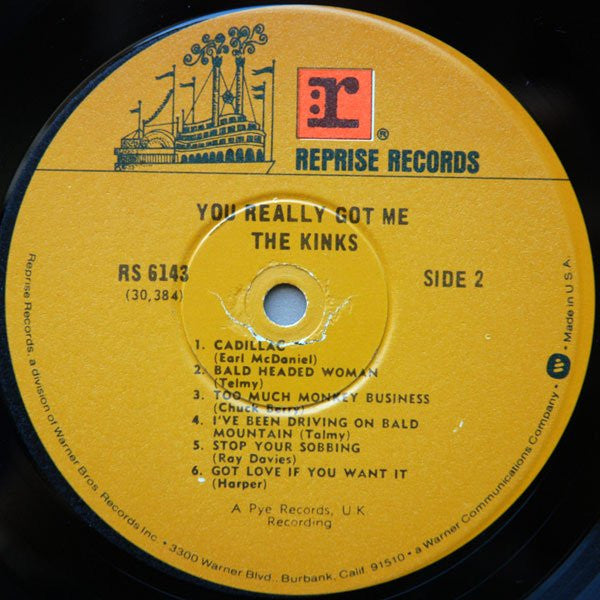 :r
®
REPRISE RECORDS
YOU REALLY GOT ME
THE KINKS
RS 6143
(30,384)
SIDE 2
1. CADILLAC
(Earl McDaniel)
2. BALD HEADED WOMAN
(Telmy)
3. TOO MUCH MONKEY BUSINESS
(Chuck Berry)
4. I'VE BEEN DRIVING ON BALD
MOUNTAIN (Talmy)
5. STOP YOUR SOBBING
(Ray Davies)
6. GOT LOVE IF YOU WANT IT
(Harper)
A Pye Records, U.K.
Recording
Reprise Records, a division of Warner Bros. Records Inc. • 3300 Warner Blvd., Burbank, Calif. 91510 • a Warner Communications Company • W • Made in U.S.A.